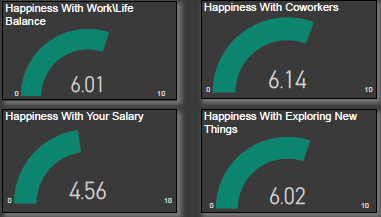 Happiness With Work\Life
Balance
6.01
0
10
Happiness With Coworkers
6.14
0
10
Happiness With Your Salary
4.56
0
10
Happiness With Exploring New
Things
6.02
0
10